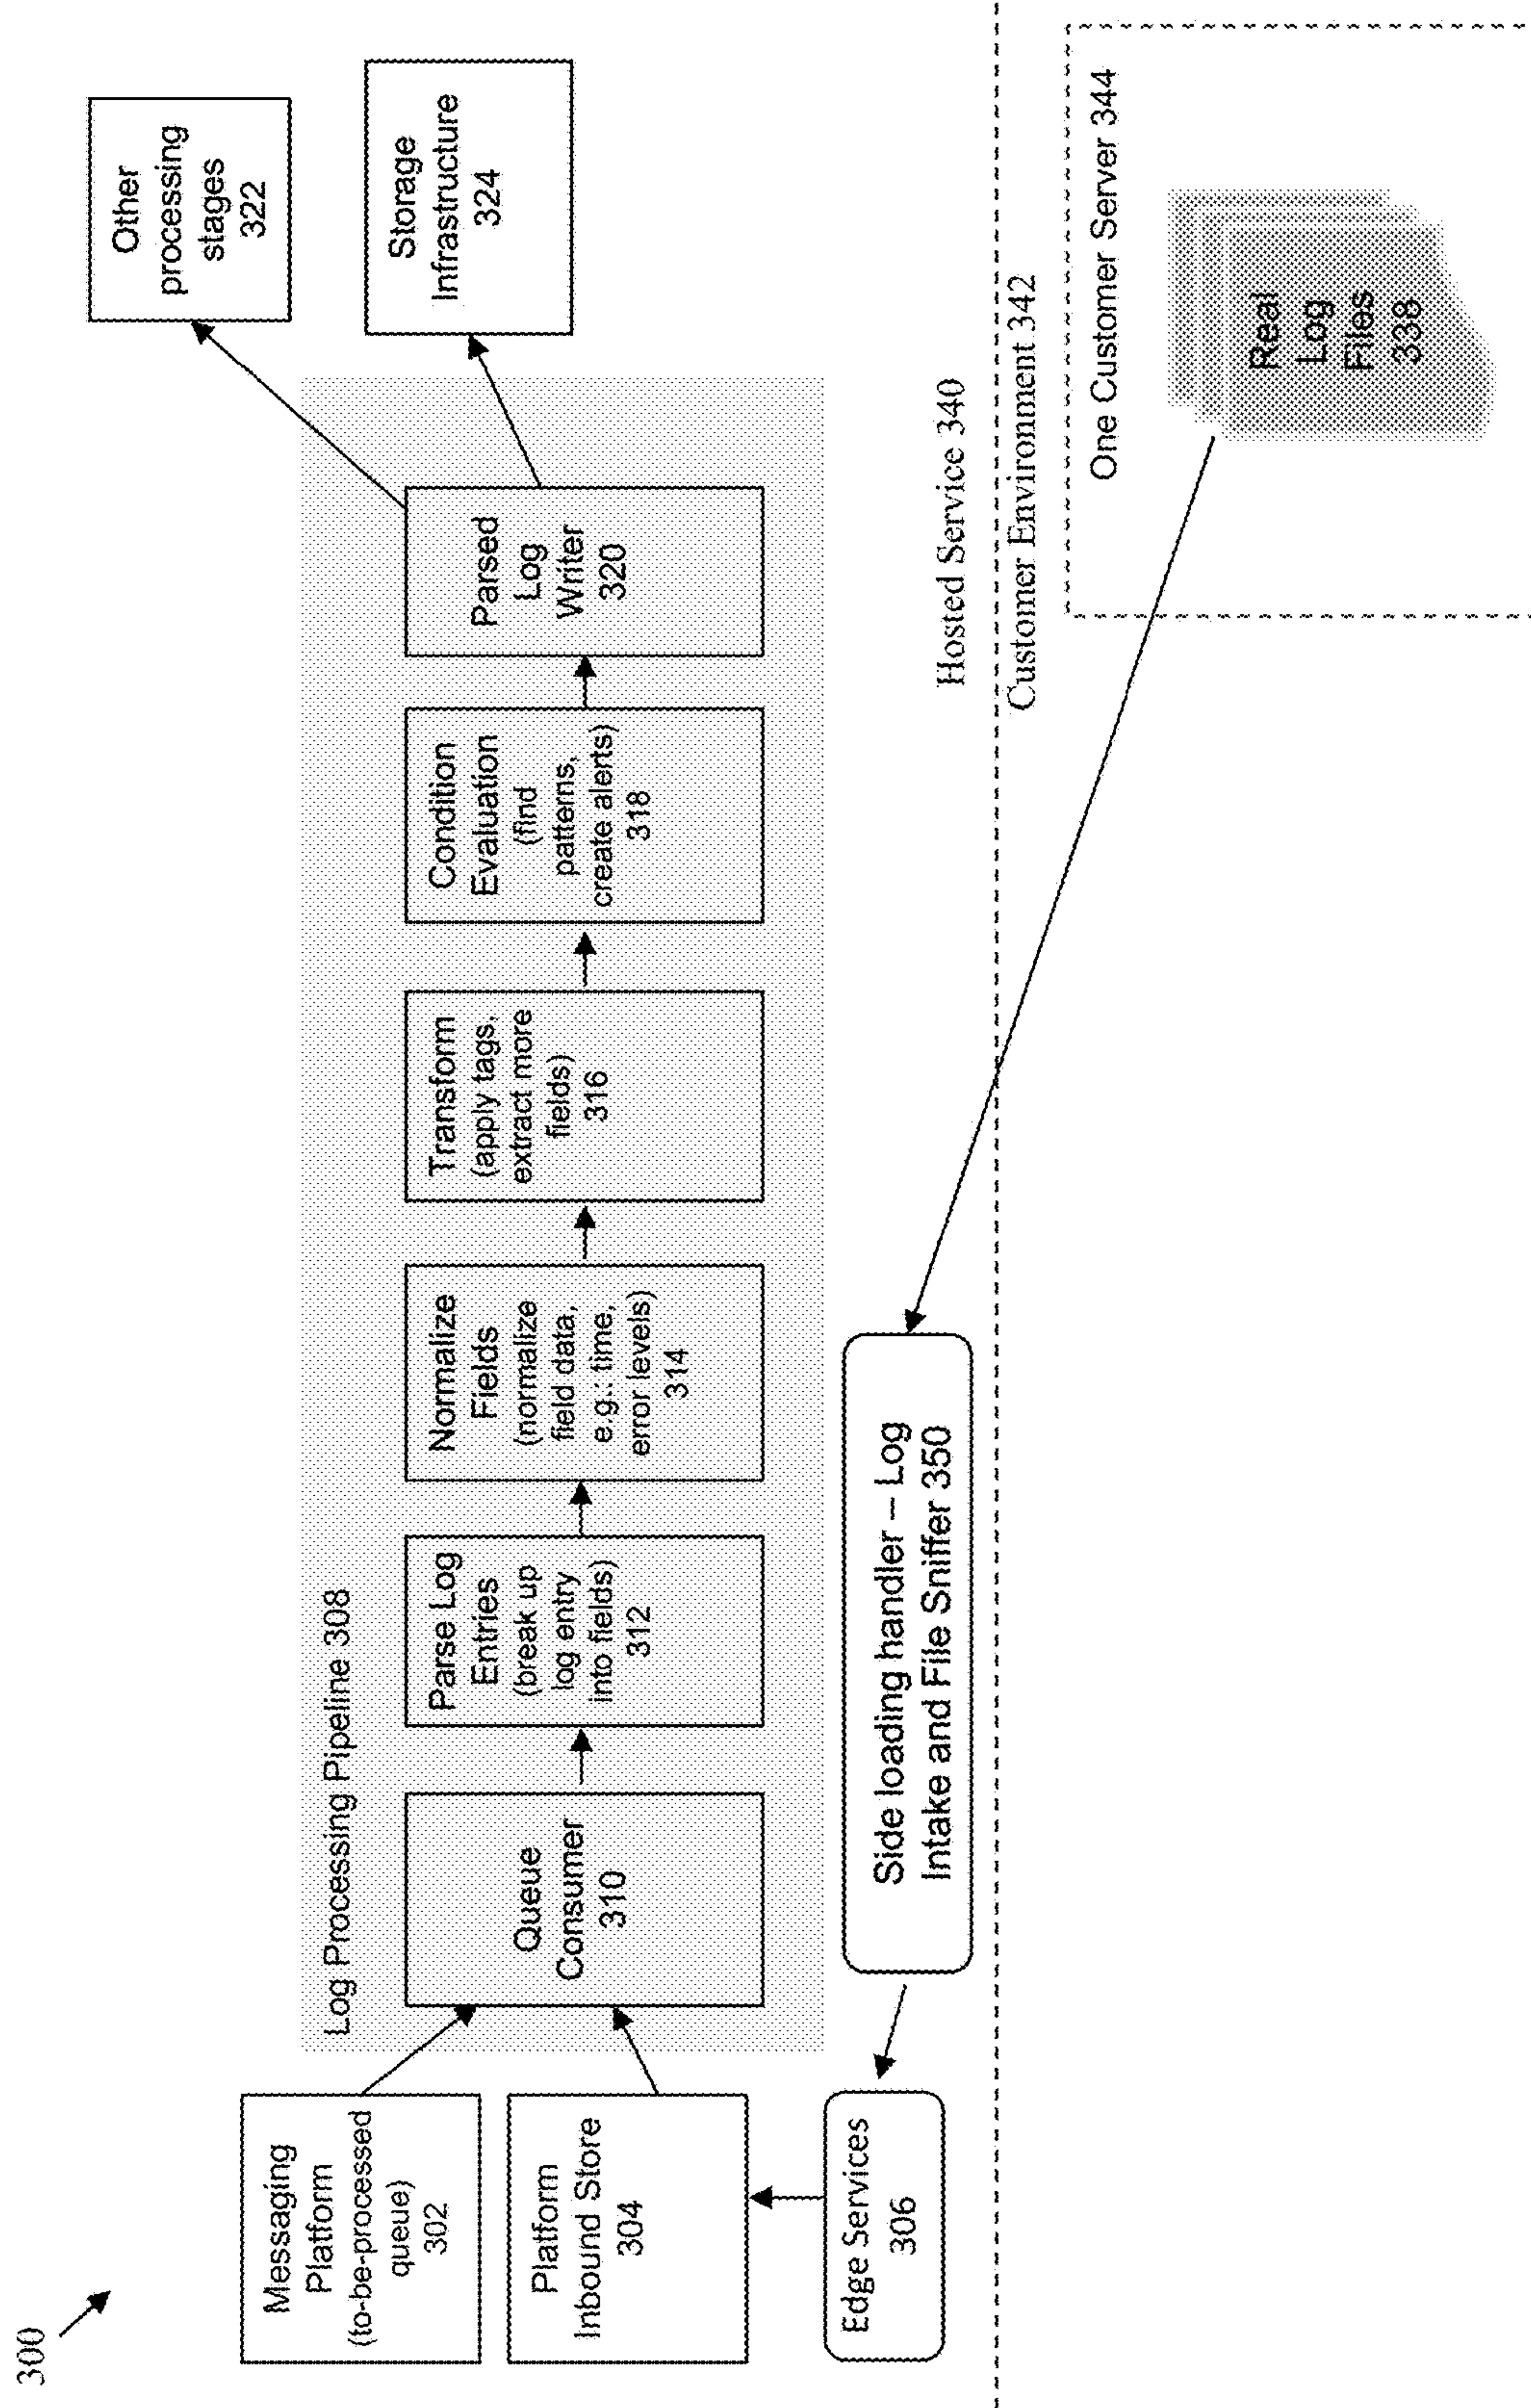 300
Messaging
Platform
(to-be-processed
queue)
302
Platform
Inbound Store
304
Edge Services
306
Log Processing Pipeline 308
Queue
Consumer
310
Parse Log
Entries
(break up
log entry
into fields)
312
Normalize
Fields
(normalize
field data,
e.g.: time,
error levels)
314
Transform
(apply tags,
extract more
fields)
316
Condition
Evaluation
(find
patterns,
create alerts)
318
Parsed
Log
Writer
320
Other
processing
stages
322
Storage
Infrastructure
324
Side loading handler – Log
Intake and File Sniffer 350
Hosted Service 340
Customer Environment 342
One Customer Server 344
Real
Log
Files
338